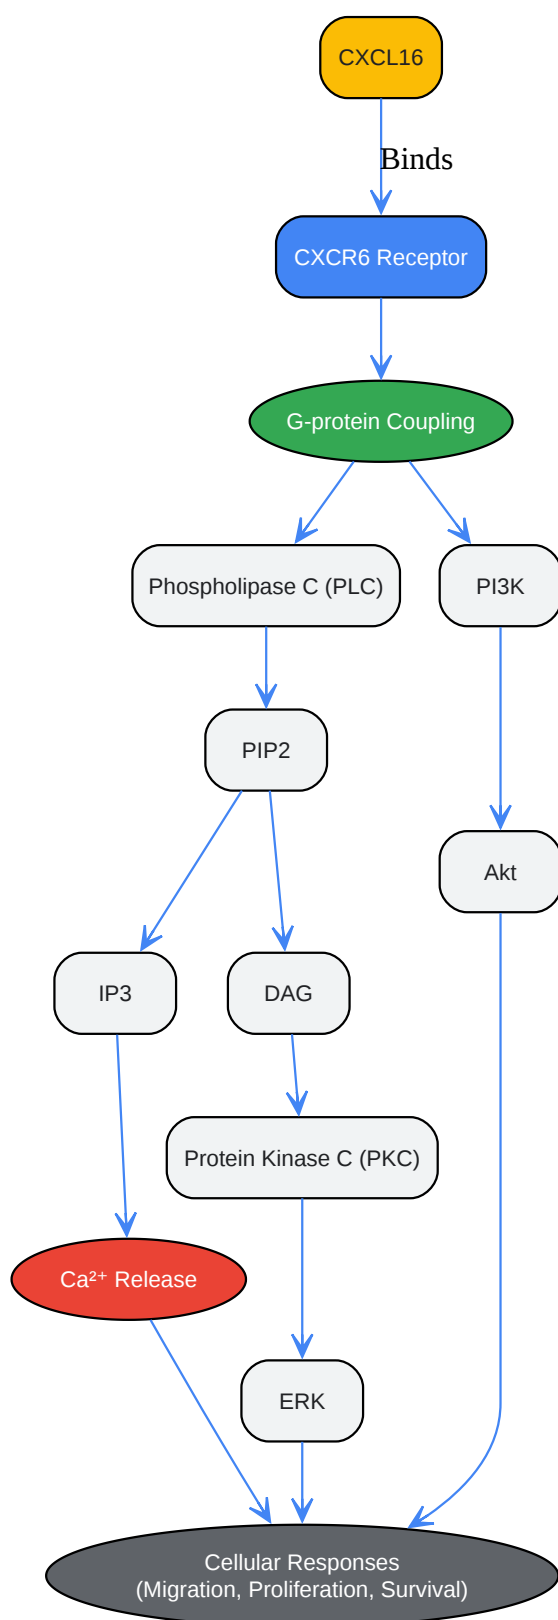 CXCL16
Binds
CXCR6 Receptor
G-protein Coupling
Phospholipase C (PLC)
PI3K
PIP2
Akt
IP3
DAG
Protein Kinase C (PKC)
Ca²⁺ Release
ERK
Cellular Responses
(Migration, Proliferation, Survival)